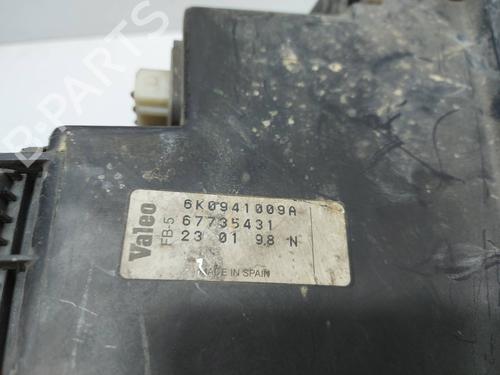 B-PARTS
Valeo
FB-5
6K0941009A
67735431
23 01 98 N
MADE IN SPAIN